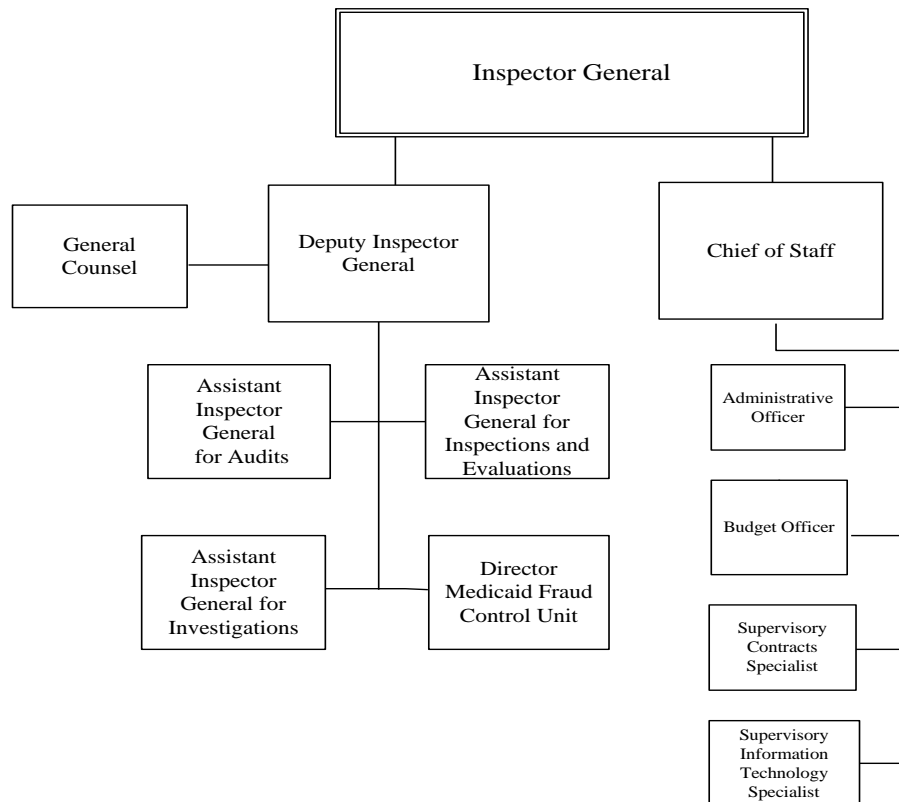 Inspector General
General
Counsel
Deputy Inspector
General
Chief of Staff
Assistant
Inspector
General
for Audits
Assistant
Inspector
General for
Inspections and
Evaluations
Administrative
Officer
Budget Officer
Assistant
Inspector
General for
Investigations
Director
Medicaid Fraud
Control Unit
Supervisory
Contracts
Specialist
Supervisory
Information
Technology
Specialist